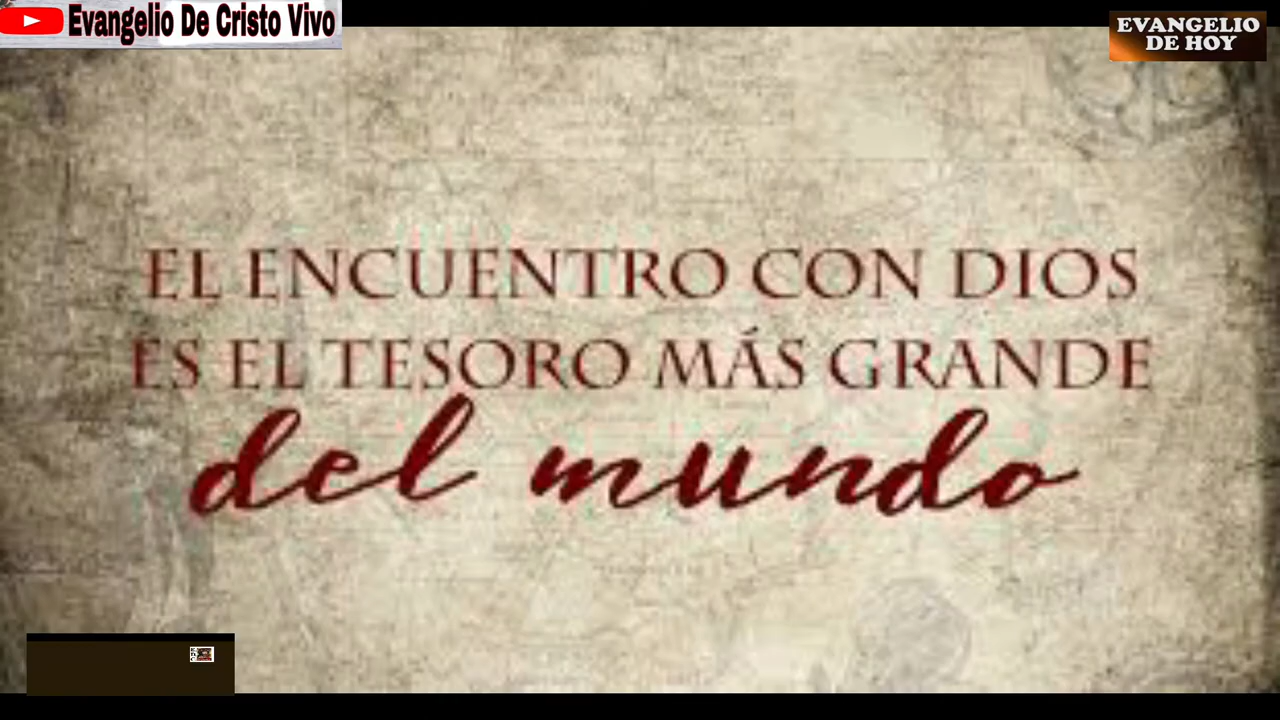 Evangelio De Cristo Vivo
EVANGELIO
DE HOY
EL ENCUENTRO CON DIOS
ES EL TESORO MÁS GRANDE
del mundo